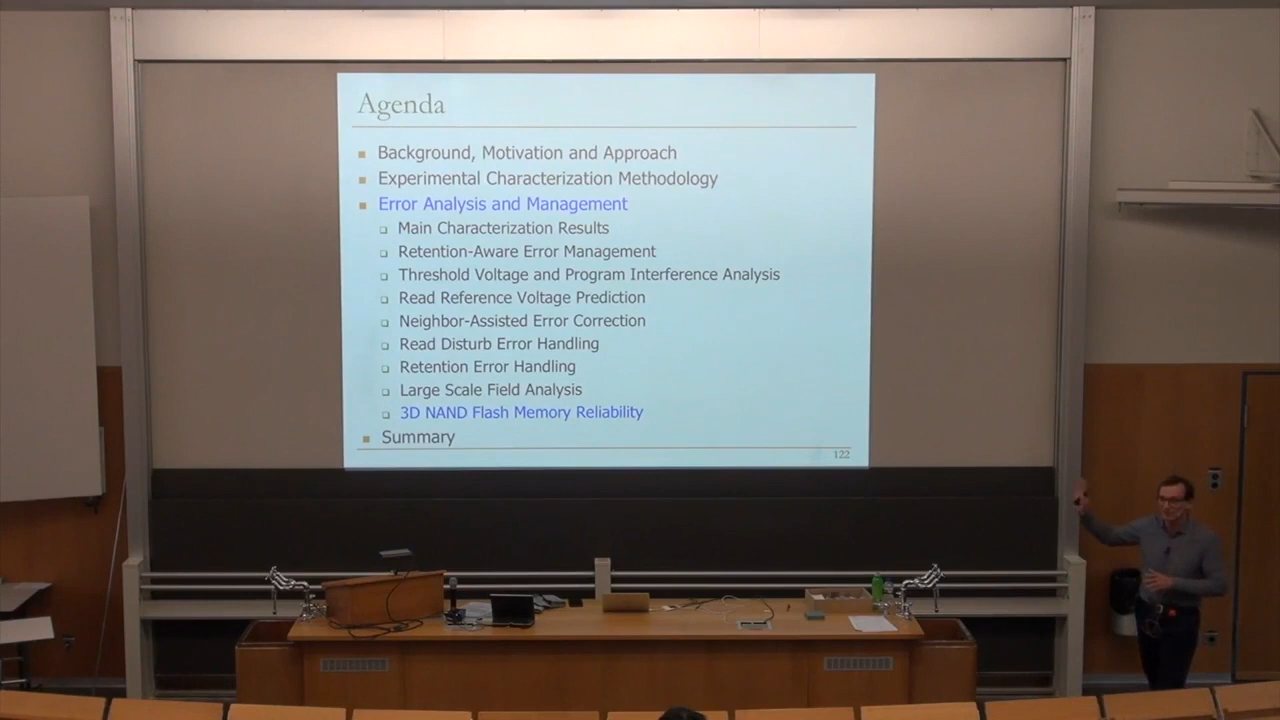 Agenda
Background, Motivation and Approach
Experimental Characterization Methodology
Error Analysis and Management
Main Characterization Results
Retention-Aware Error Management
Threshold Voltage and Program Interference Analysis
Read Reference Voltage Prediction
Neighbor-Assisted Error Correction
Read Disturb Error Handling
Retention Error Handling
Large Scale Field Analysis
3D NAND Flash Memory Reliability
Summary
122